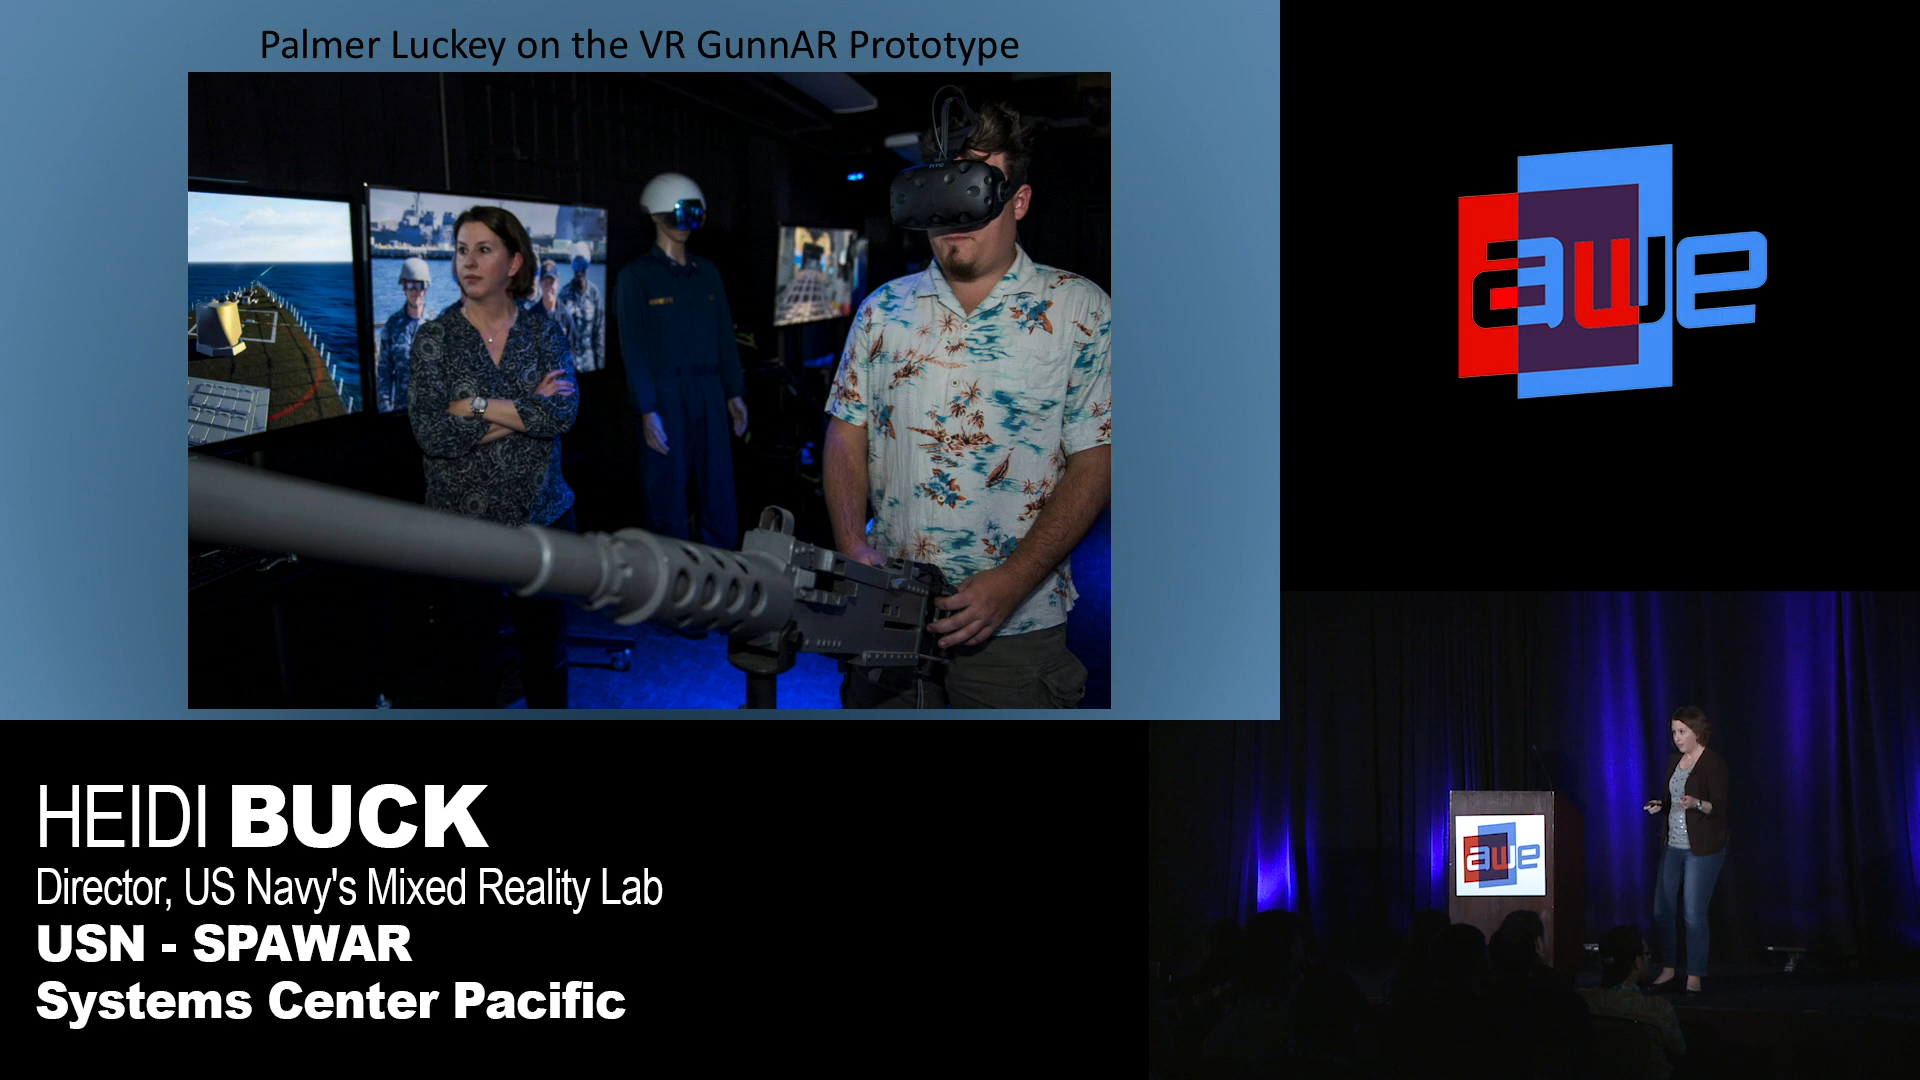 Palmer Luckey on the VR GunnAR Prototype
awe
HEIDI BUCK
Director, US Navy's Mixed Reality Lab
USN - SPAWAR
Systems Center Pacific
awe